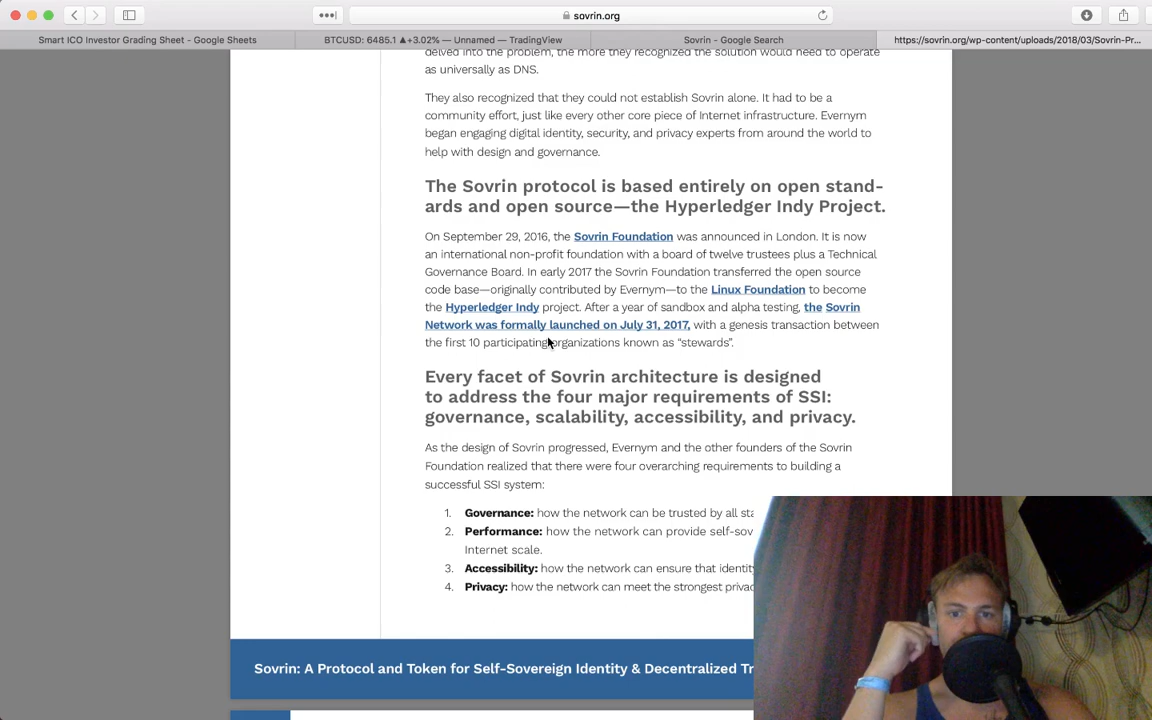 sovrin.org
Smart ICO Investor Grading Sheet - Google Sheets
BTCUSD: 6485.1 ▲+3.02% — Unnamed — TradingView
Sovrin - Google Search
https://sovrin.org/wp-content/uploads/2018/03/Sovrin-Pr...
delved into the problem, the more they recognized the solution would need to operate
as universally as DNS.
They also recognized that they could not establish Sovrin alone. It had to be a
community effort, just like every other core piece of Internet infrastructure. Evernym
began engaging digital identity, security, and privacy experts from around the world to
help with design and governance.
The Sovrin protocol is based entirely on open stand-
ards and open source—the Hyperledger Indy Project.
On September 29, 2016, the Sovrin Foundation was announced in London. It is now
an international non-profit foundation with a board of twelve trustees plus a Technical
Governance Board. In early 2017 the Sovrin Foundation transferred the open source
code base—originally contributed by Evernym—to the Linux Foundation to become
the Hyperledger Indy project. After a year of sandbox and alpha testing, the Sovrin
Network was formally launched on July 31, 2017, with a genesis transaction between
the first 10 participating organizations known as “stewards”.
Every facet of Sovrin architecture is designed
to address the four major requirements of SSI:
governance, scalability, accessibility, and privacy.
As the design of Sovrin progressed, Evernym and the other founders of the Sovrin
Foundation realized that there were four overarching requirements to building a
successful SSI system:
1. Governance: how the network can be trusted by all sta
2. Performance: how the network can provide self-sov
Internet scale.
3. Accessibility: how the network can ensure that identit
4. Privacy: how the network can meet the strongest privac
Sovrin: A Protocol and Token for Self-Sovereign Identity & Decentralized Tr